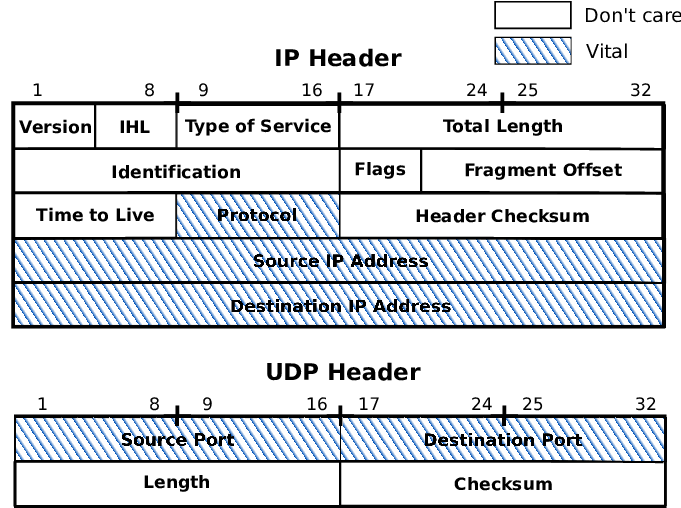 Don't care
Vital
IP Header
1 8 9 16 17 24 25 32
Version IHL Type of Service Total Length
Identification Flags Fragment Offset
Time to Live Protocol Header Checksum
Source IP Address
Destination IP Address
UDP Header
1 8 9 16 17 24 25 32
Source Port Destination Port
Length Checksum